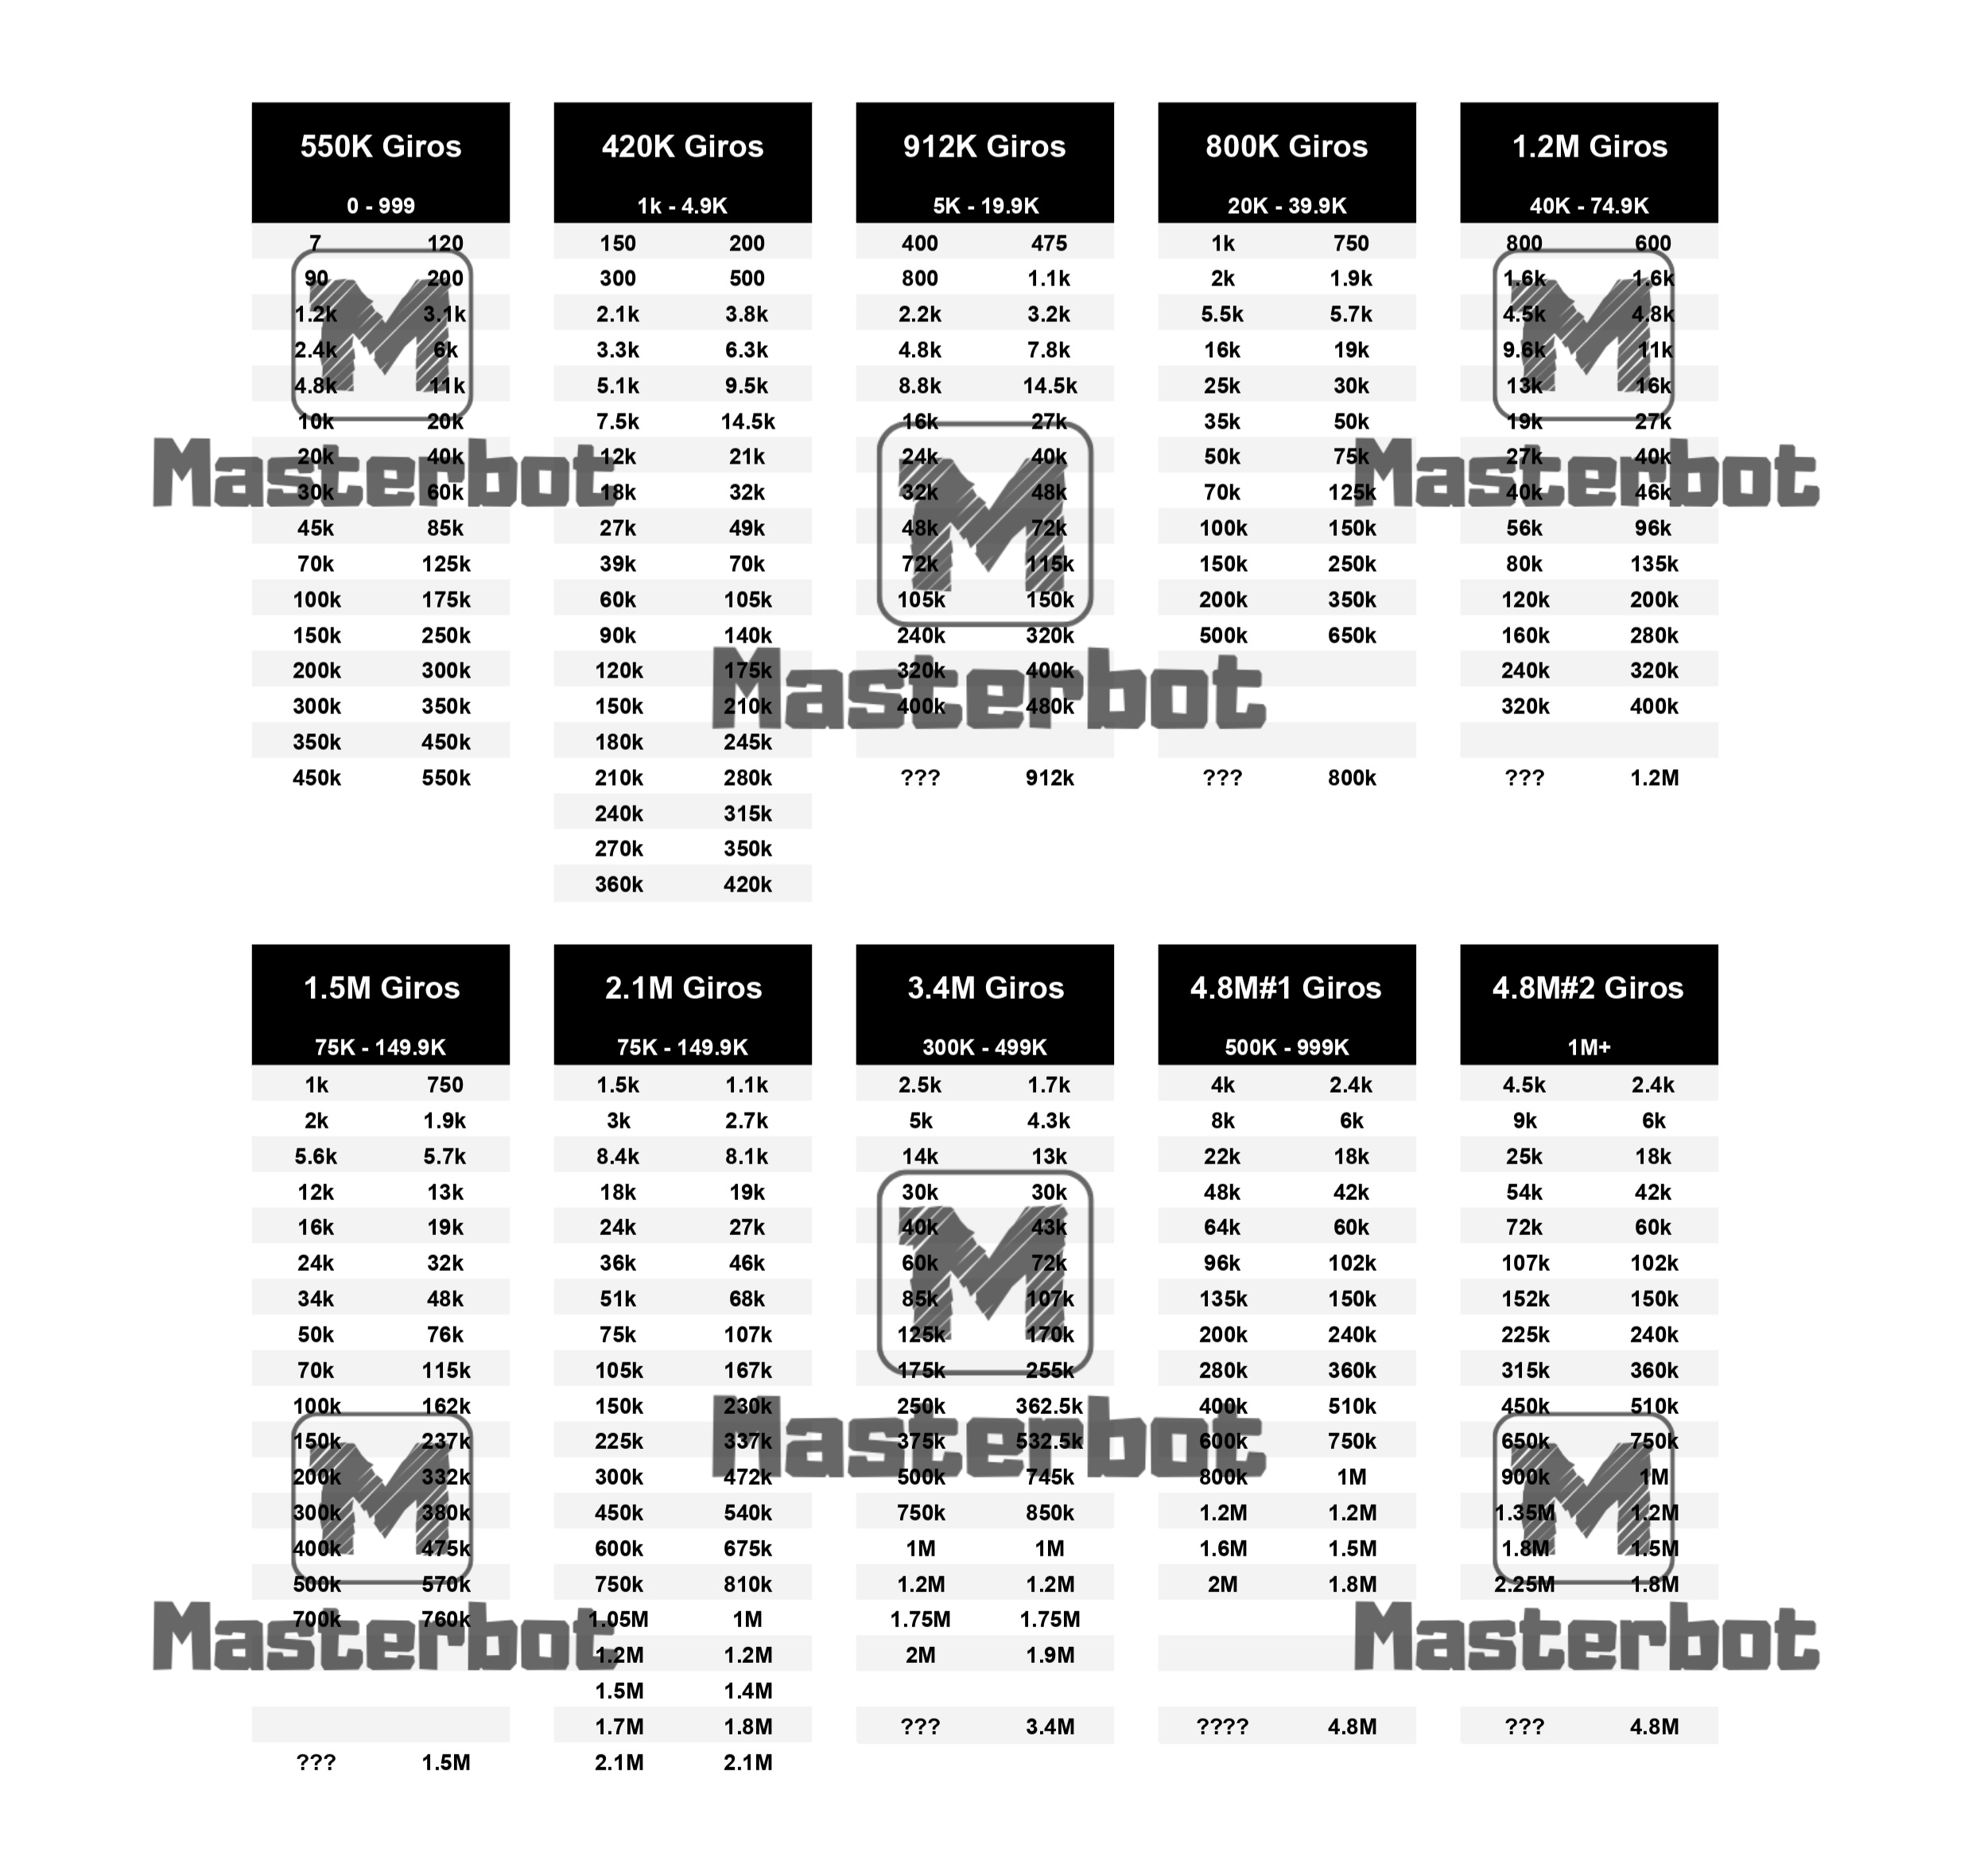 550K Giros
0 - 999
7 120
90 200
1.2k 3.1k
2.4k 6k
4.8k 11k
10k 20k
20k 40k
30k 60k
45k 85k
70k 125k
100k 175k
150k 250k
200k 300k
300k 350k
350k 450k
450k 550k
420K Giros
1k - 4.9K
150 200
300 500
2.1k 3.8k
3.3k 6.3k
5.1k 9.5k
7.5k 14.5k
12k 21k
18k 32k
27k 49k
39k 70k
60k 105k
90k 140k
120k 175k
150k 210k
180k 245k
210k 280k
240k 315k
270k 350k
360k 420k
912K Giros
5K - 19.9K
400 475
800 1.1k
2.2k 3.2k
4.8k 7.8k
8.8k 14.5k
16k 27k
24k 40k
32k 48k
48k 72k
72k 115k
105k 150k
240k 320k
320k 400k
400k 480k
??? 912k
800K Giros
20K - 39.9K
1k 750
2k 1.9k
5.5k 5.7k
16k 19k
25k 30k
35k 50k
50k 75k
70k 125k
100k 150k
150k 250k
200k 350k
500k 650k
??? 800k
1.2M Giros
40K - 74.9K
800 600
1.6k 1.6k
4.5k 4.8k
9.6k 11k
13k 16k
19k 27k
27k 40k
40k 46k
56k 96k
80k 135k
120k 200k
160k 280k
240k 320k
320k 400k
??? 1.2M
M
Masterbot
M
Masterbot
M
Masterbot
1.5M Giros
75K - 149.9K
1k 750
2k 1.9k
5.6k 5.7k
12k 13k
16k 19k
24k 32k
34k 48k
50k 76k
70k 115k
100k 162k
150k 237k
200k 332k
300k 380k
400k 475k
500k 570k
700k 760k
??? 1.5M
2.1M Giros
75K - 149.9K
1.5k 1.1k
3k 2.7k
8.4k 8.1k
18k 19k
24k 27k
36k 46k
51k 68k
75k 107k
105k 167k
150k 230k
225k 337k
300k 472k
450k 540k
600k 675k
750k 810k
1.05M 1M
1.2M 1.2M
1.5M 1.4M
1.7M 1.8M
2.1M 2.1M
3.4M Giros
300K - 499K
2.5k 1.7k
5k 4.3k
14k 13k
30k 30k
40k 43k
60k 72k
85k 107k
125k 170k
175k 255k
250k 362.5k
375k 532.5k
500k 745k
750k 850k
1M 1M
1.2M 1.2M
1.75M 1.75M
2M 1.9M
??? 3.4M
4.8M#1 Giros
500K - 999K
4k 2.4k
8k 6k
22k 18k
48k 42k
64k 60k
96k 102k
135k 150k
200k 240k
280k 360k
400k 510k
600k 750k
800k 1M
1.2M 1.2M
1.6M 1.5M
2M 1.8M
???? 4.8M
4.8M#2 Giros
1M+
4.5k 2.4k
9k 6k
25k 18k
54k 42k
72k 60k
107k 102k
152k 150k
225k 240k
315k 360k
450k 510k
650k 750k
900k 1M
1.35M 1.2M
1.8M 1.5M
2.25M 1.8M
??? 4.8M
M
Masterbot
M
Masterbot
M
Masterbot